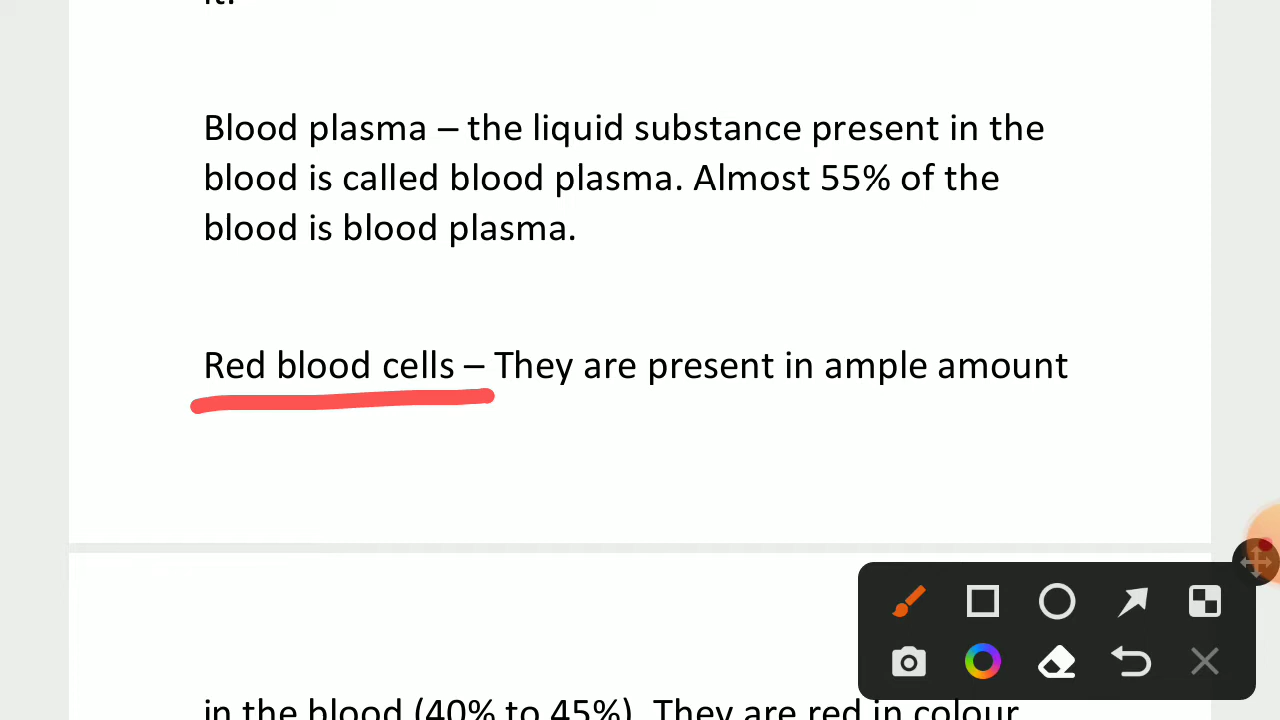 it.
Blood plasma – the liquid substance present in the
blood is called blood plasma. Almost 55% of the
blood is blood plasma.
Red blood cells – They are present in ample amount
in the blood (40% to 45%). They are red in colour